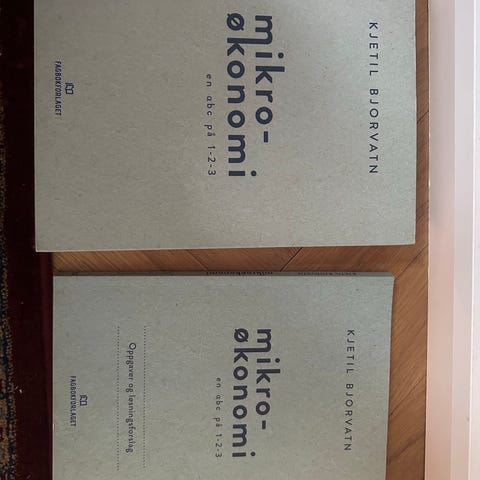 KJETIL BJORVATN
mikro-
økonomi
en abc på 1-2-3
FAGBOKFORLAGET
KJETIL BJORVATN
mikro-
økonomi
en abc på 1-2-3
Oppgaver og løsningsforslag
FAGBOKFORLAGET